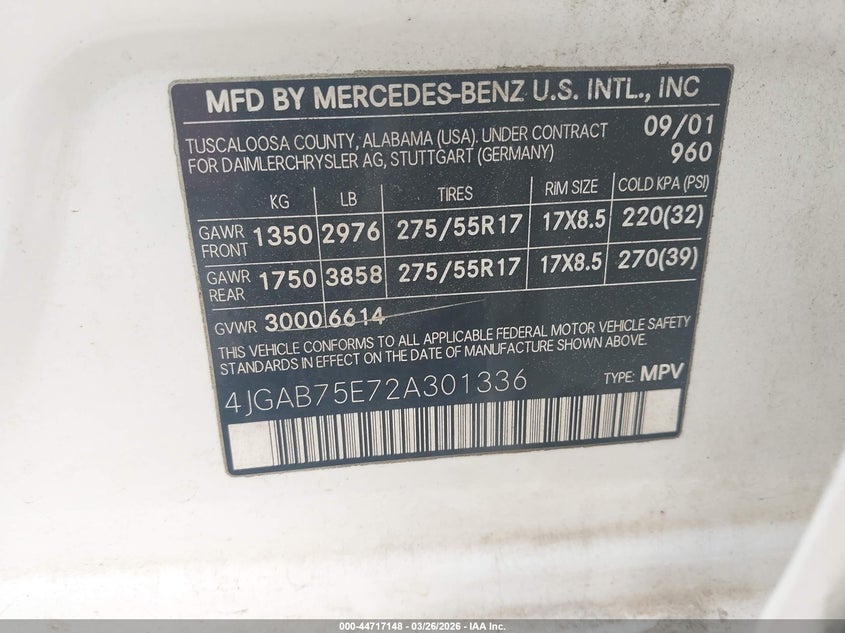 MFD BY MERCEDES-BENZ U.S. INTL., INC
TUSCALOOSA COUNTY, ALABAMA (USA). UNDER CONTRACT 09/01
FOR DAIMLERCHRYSLER AG, STUTTGART (GERMANY) 960
KG LB TIRES RIM SIZE COLD KPA (PSI)
GAWR FRONT 1350 2976 275/55R17 17X8.5 220(32)
GAWR REAR 1750 3858 275/55R17 17X8.5 270(39)
GVWR 3000 6614
THIS VEHICLE CONFORMS TO ALL APPLICABLE FEDERAL MOTOR VEHICLE SAFETY
STANDARDS IN EFFECT ON THE DATE OF MANUFACTURE SHOWN ABOVE.
4JGAB75E72A301336 TYPE: MPV
000-44717148 - 03/26/2026 - IAA Inc.